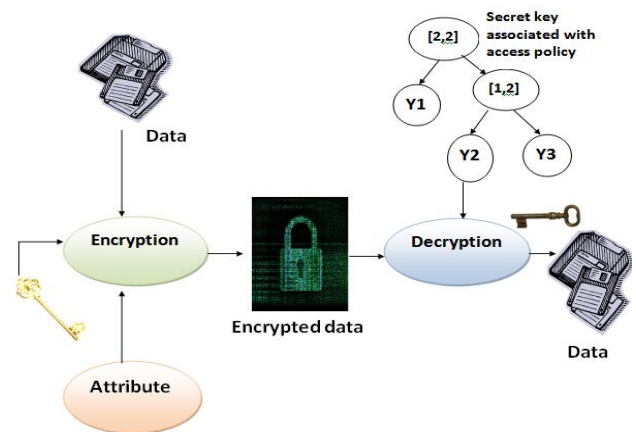 Secret key
associated with
access policy
[2,2]
Y1
[1,2]
Y2
Y3
Data
Encryption
Decryption
Encrypted data
Data
Attribute